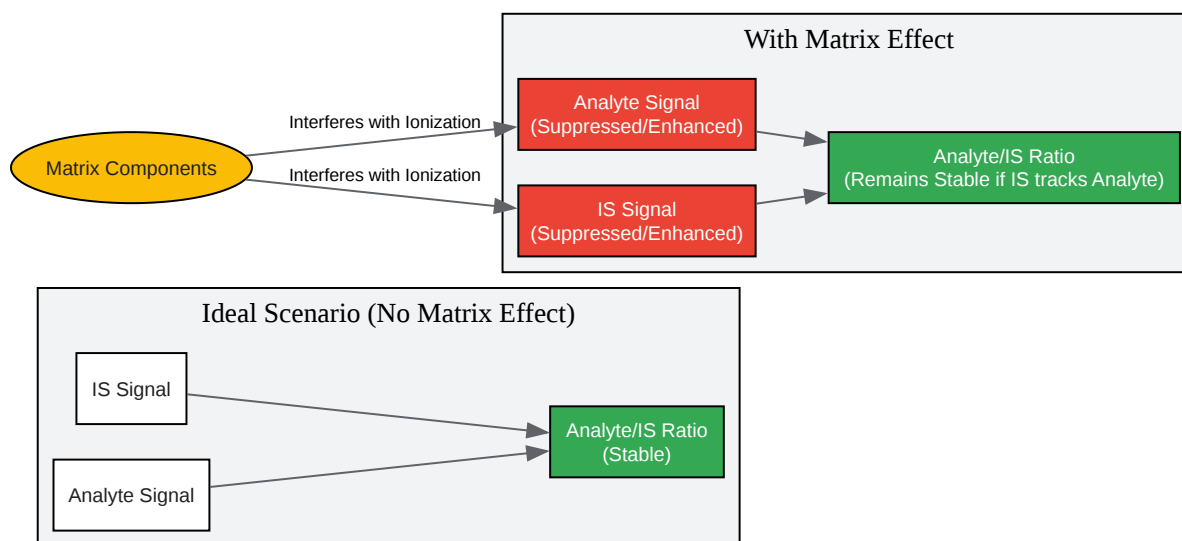 With Matrix Effect
Analyte Signal
(Suppressed/Enhanced)
Interferes with Ionization
Matrix Components
Interferes with Ionization
Analyte/IS Ratio
(Remains Stable if IS tracks Analyte)
IS Signal
(Suppressed/Enhanced)
Ideal Scenario (No Matrix Effect)
IS Signal
Analyte/IS Ratio
(Stable)
Analyte Signal